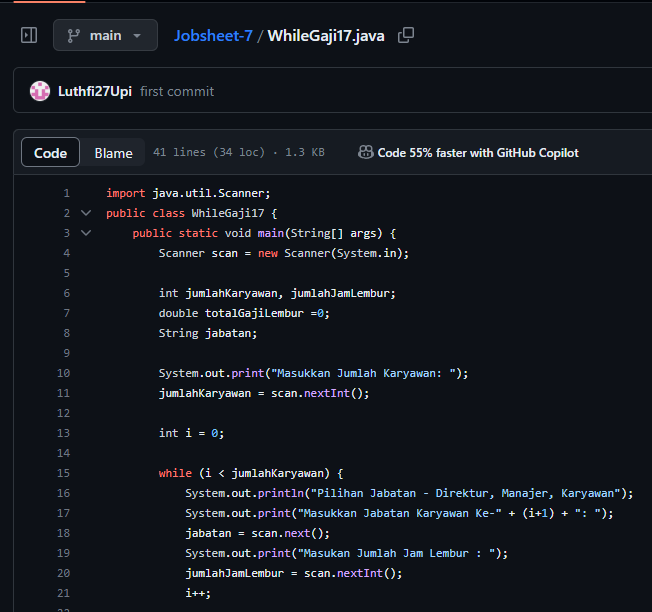 main
Jobsheet-7 / WhileGaji17.java
Luthfi27Upi first commit
Code Blame 41 lines (34 loc) · 1.3 KB Code 55% faster with GitHub Copilot
1 import java.util.Scanner;
2 public class WhileGaji17 {
3 public static void main(String[] args) {
4 Scanner scan = new Scanner(System.in);
5
6 int jumlahKaryawan, jumlahJamLembur;
7 double totalGajiLembur =0;
8 String jabatan;
9
10 System.out.print("Masukkan Jumlah Karyawan: ");
11 jumlahKaryawan = scan.nextInt();
12
13 int i = 0;
14
15 while (i < jumlahKaryawan) {
16 System.out.println("Pilihan Jabatan - Direktur, Manajer, Karyawan");
17 System.out.print("Masukkan Jabatan Karyawan Ke-" + (i+1) + ": ");
18 jabatan = scan.next();
19 System.out.print("Masukan Jumlah Jam Lembur : ");
20 jumlahJamLembur = scan.nextInt();
21 i++;